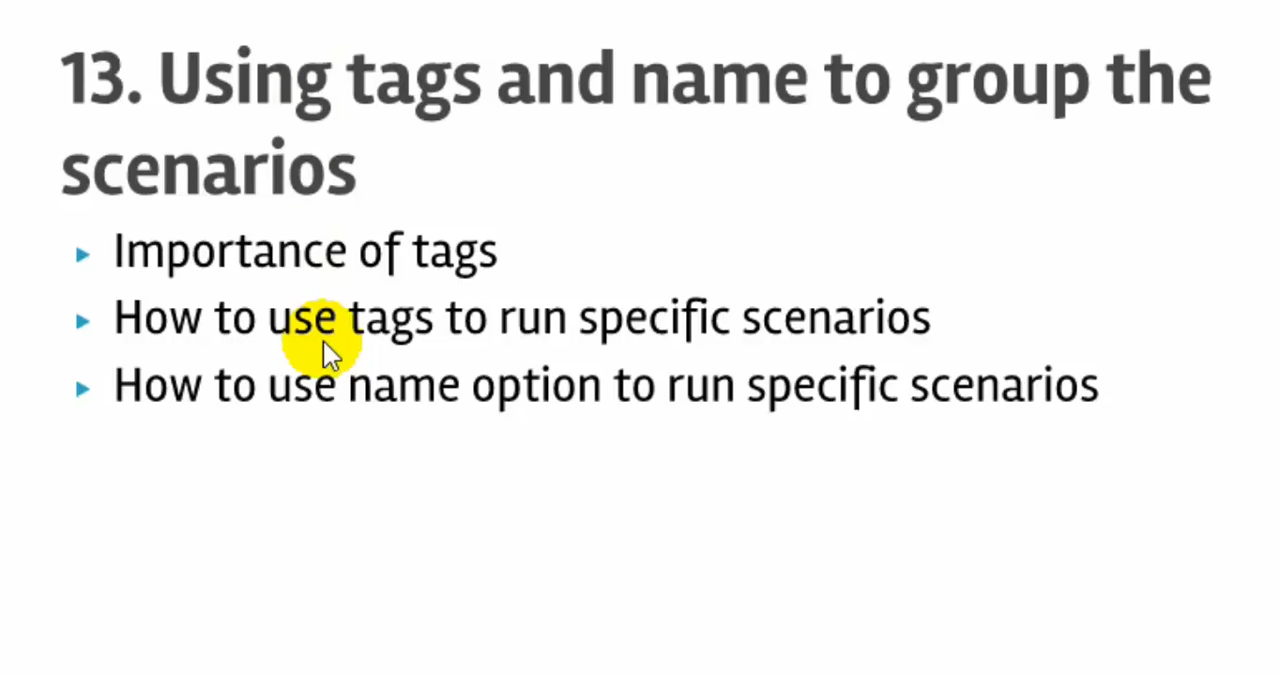 13. Using tags and name to group the
scenarios
Importance of tags
How to use tags to run specific scenarios
How to use name option to run specific scenarios